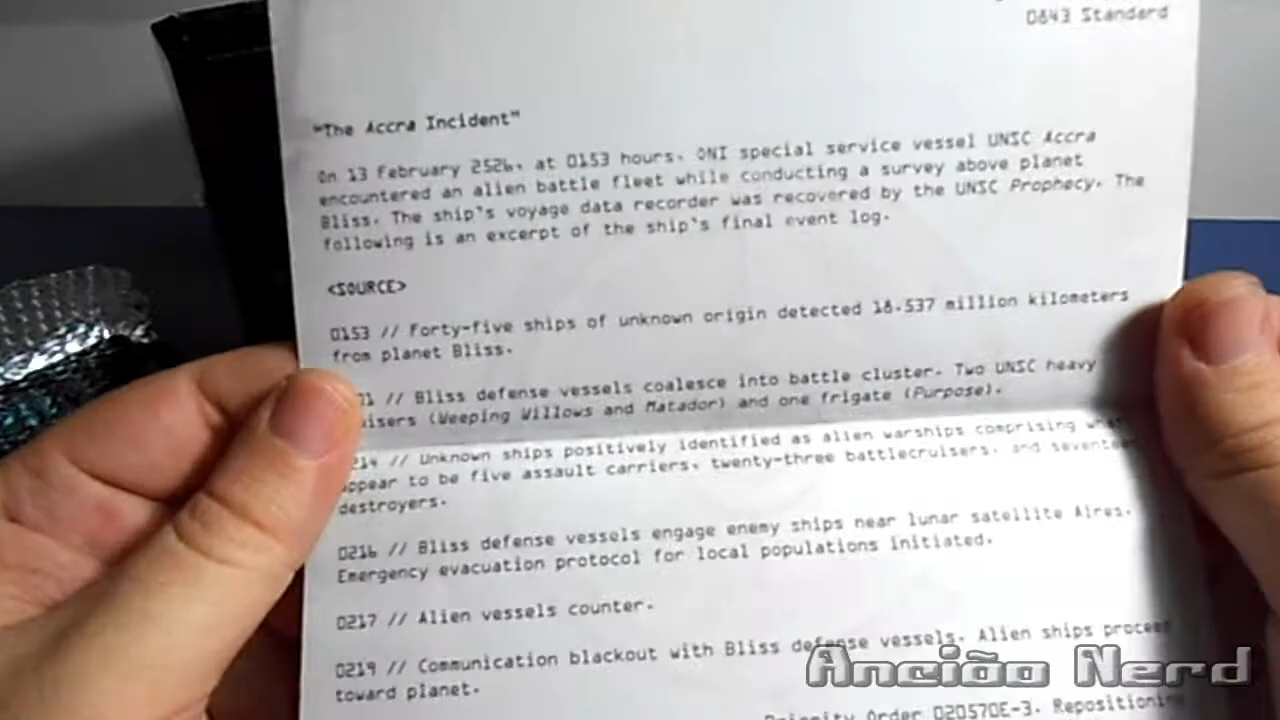 0643 Standard
"The Accra Incident"
On 13 February 2526, at 0153 hours, ONI special service vessel UNSC Accra
encountered an alien battle fleet while conducting a survey above planet
Bliss. The ship's voyage data recorder was recovered by the UNSC Prophecy. The
following is an excerpt of the ship's final event log.
<SOURCE>
0153 // Forty-five ships of unknown origin detected 18.537 million kilometers
from planet Bliss.
// Bliss defense vessels coalesce into battle cluster. Two UNSC heavy
(Weeping Willows and Matador) and one frigate (Purpose).
// Unknown ships positively identified as alien warships comprising
appear to be five assault carriers, twenty-three battlecruisers, and
destroyers.
0216 // Bliss defense vessels engage enemy ships near lunar satellite Aires.
Emergency evacuation protocol for local populations initiated.
0217 // Alien vessels counter.
0219 // Communication blackout with Bliss defense vessels. Alien ships
toward planet.
Priority Order 020570E-3. Repositioning
Ancião Nerd